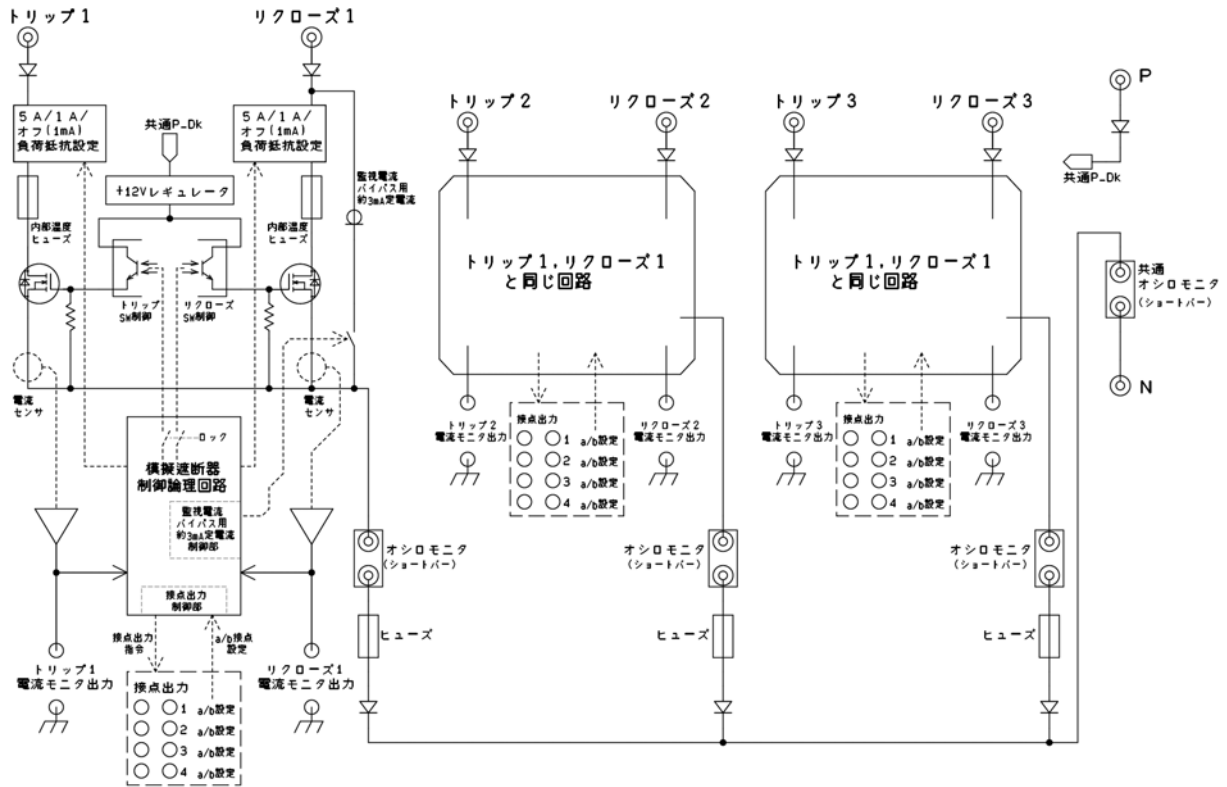 トリップ1
リクローズ1
5A/1A/
オフ(1mA)
負荷抵抗設定
共通P_Dk
5A/1A/
オフ(1mA)
負荷抵抗設定
+12Vレギュレータ
内部温度
ヒューズ
内部温度
ヒューズ
監視電流
バイパス用
約3mA定電流
トリップ
SW制御
リクローズ
SW制御
電流
センサ
電流
センサ
ロック
模擬遮断器
制御論理回路
監視電流
バイパス用
約3mA定電流
制御部
接点出力
制御部
接点出力
指令
a/b接点
設定
トリップ1
電流モニタ出力
リクローズ1
電流モニタ出力
接点出力
1 a/b設定
2 a/b設定
3 a/b設定
4 a/b設定
オシロモニタ
(ショートバー)
ヒューズ
トリップ2
リクローズ2
トリップ1,リクローズ1
と同じ回路
トリップ2
電流モニタ出力
リクローズ2
電流モニタ出力
接点出力
1 a/b設定
2 a/b設定
3 a/b設定
4 a/b設定
オシロモニタ
(ショートバー)
ヒューズ
トリップ3
リクローズ3
トリップ1,リクローズ1
と同じ回路
トリップ3
電流モニタ出力
リクローズ3
電流モニタ出力
接点出力
1 a/b設定
2 a/b設定
3 a/b設定
4 a/b設定
オシロモニタ
(ショートバー)
ヒューズ
P
共通P_Dk
共通
オシロモニタ
(ショートバー)
N